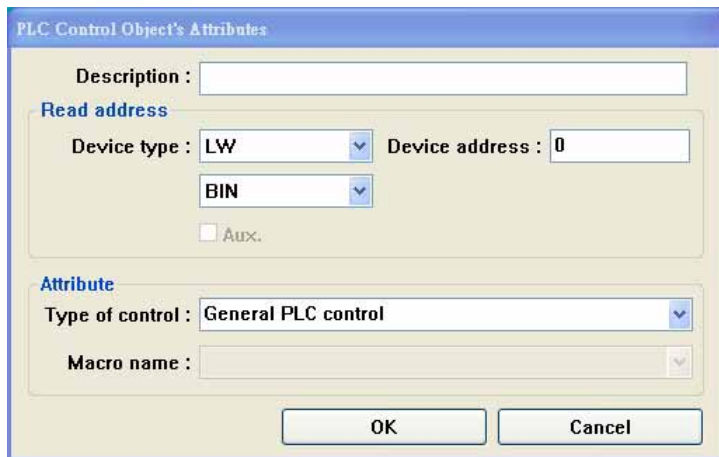 PLC Control Object's Attributes
Description :
Read address
Device type : LW Device address : 0
BIN
Aux.
Attribute
Type of control : General PLC control
Macro name :
OK Cancel